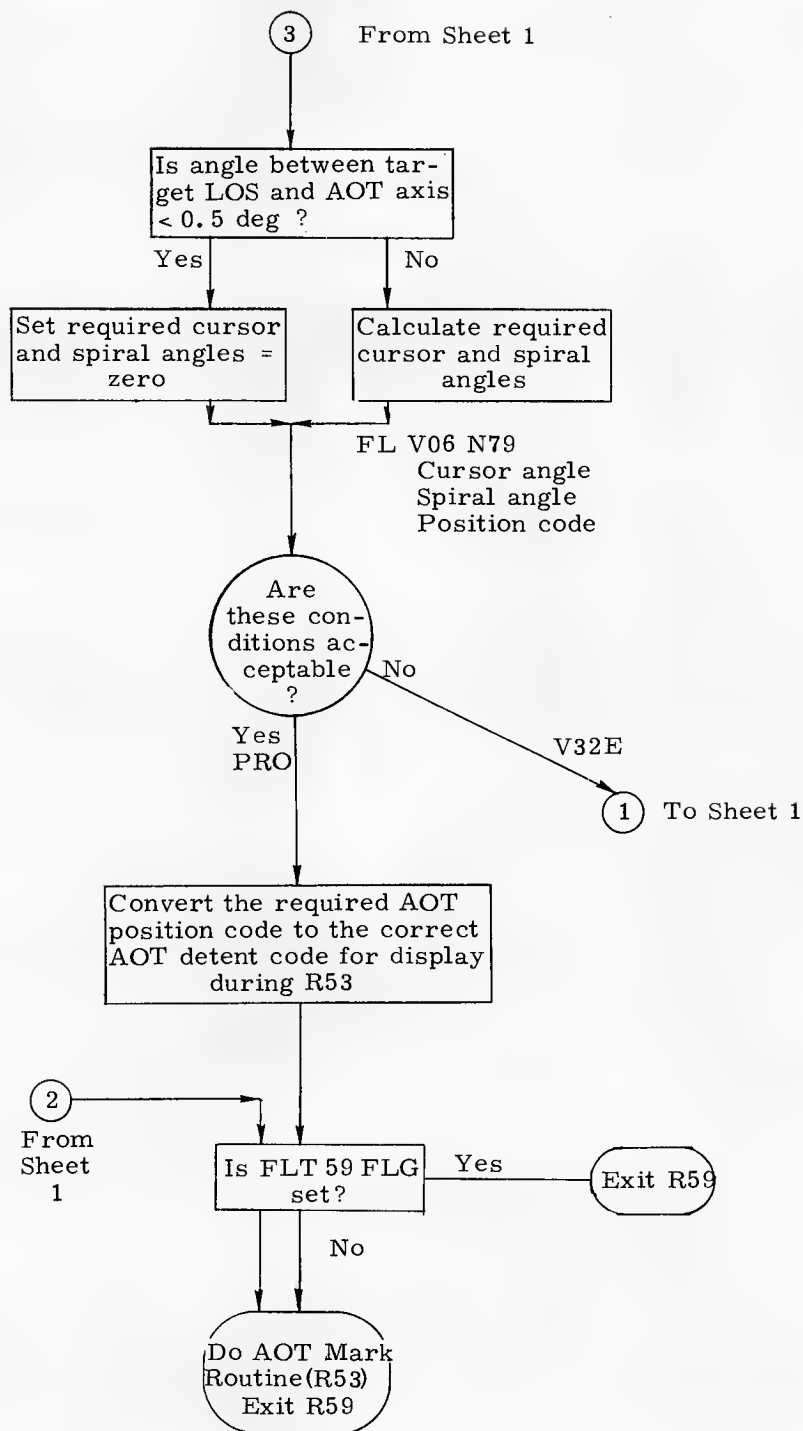 3
From Sheet 1
Is angle between tar-
get LOS and AOT axis
< 0.5 deg ?
Yes
No
Set required cursor
and spiral angles =
zero
Calculate required
cursor and spiral
angles
FL V06 N79
Cursor angle
Spiral angle
Position code
Are
these con-
ditions ac-
ceptable
?
No
Yes
PRO
V32E
1
To Sheet 1
Convert the required AOT
position code to the correct
AOT detent code for display
during R53
2
From
Sheet
1
Is FLT 59 FLG
set?
Yes
Exit R59
No
Do AOT Mark
Routine(R53)
Exit R59